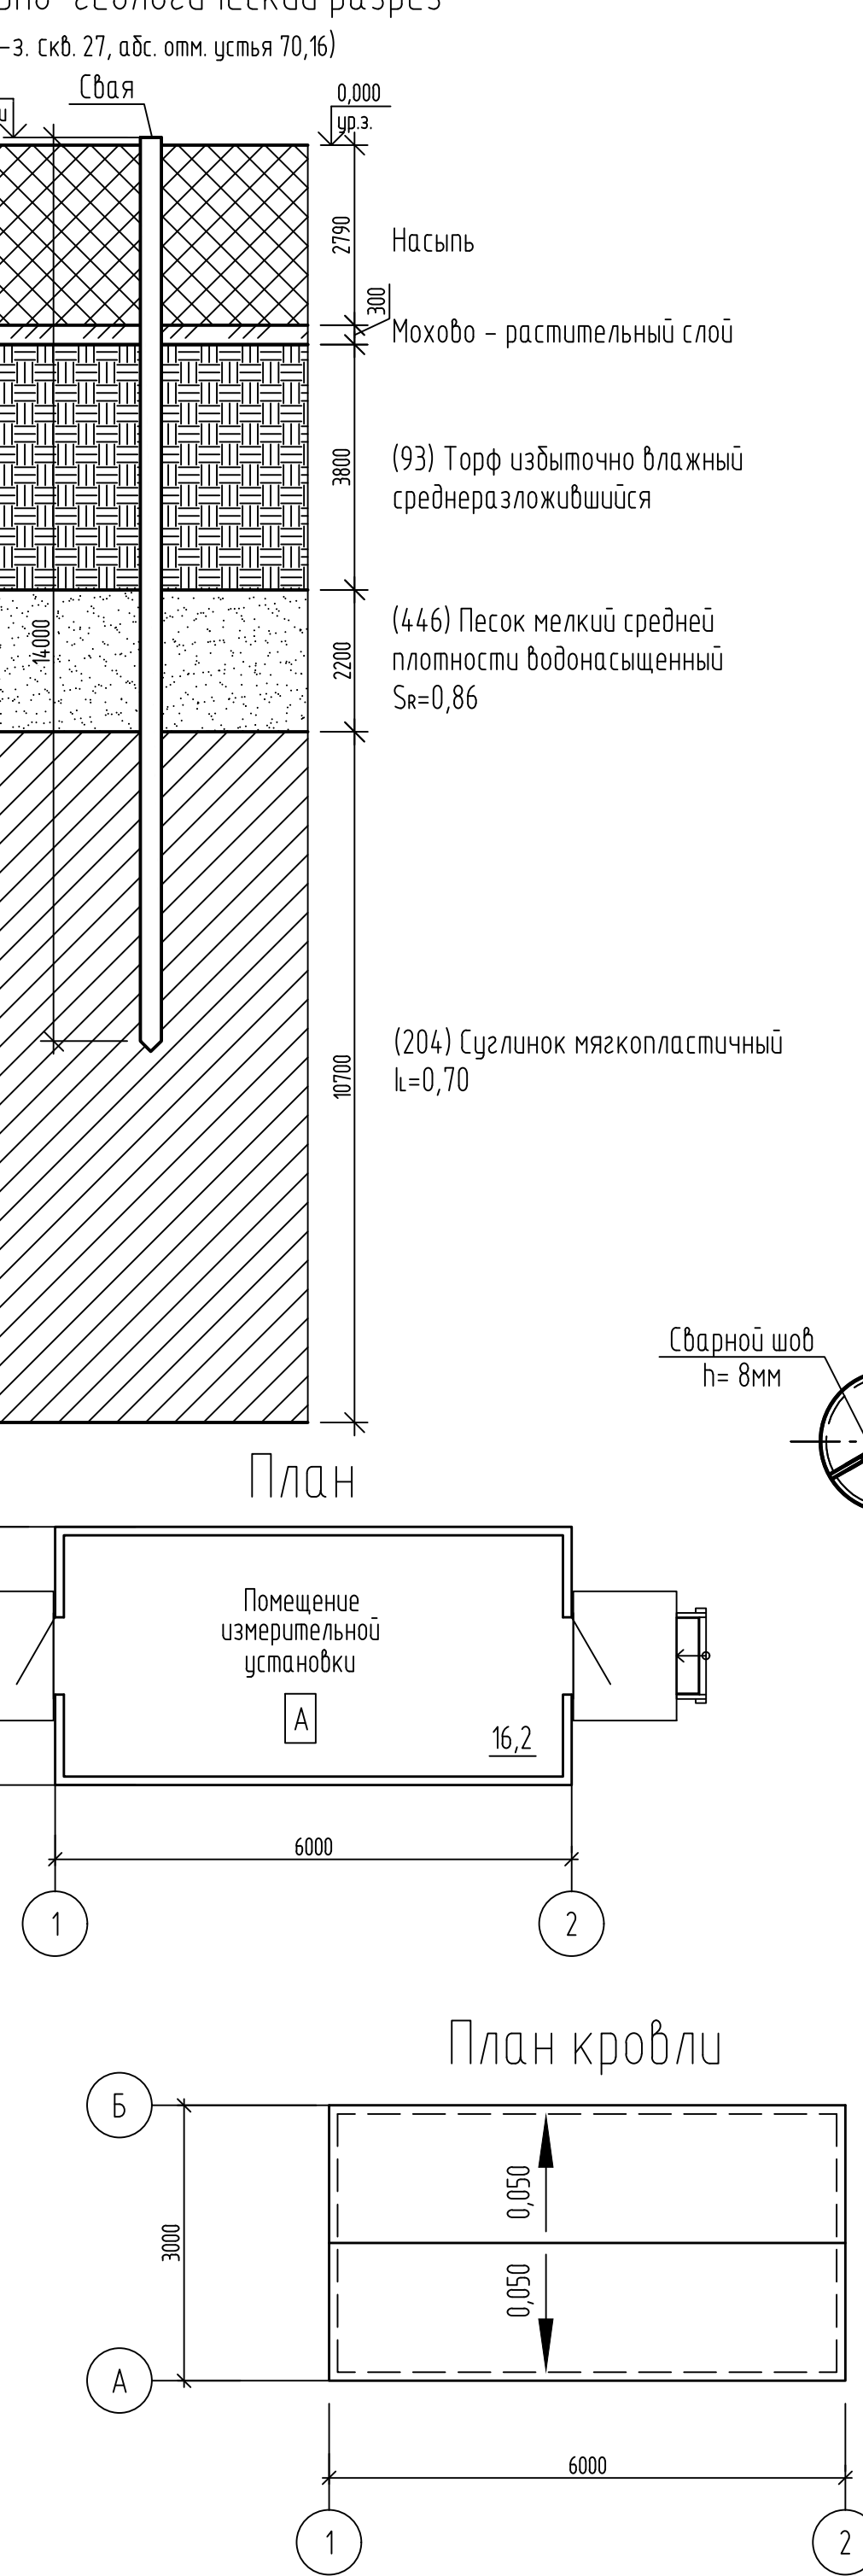 геологический разрез
-з. скв. 27, абс. отм. устья 70,16)
Свая
0,000
ур.з.
2790
Насыпь
300
Мохово - растительный слой
3800
(93) Торф избыточно влажный
среднеразложившийся
14000
2200
(446) Песок мелкий средней
плотности водонасыщенный
SR=0,86
10700
(204) Суглинок мягкопластичный
IL=0,70
Сварной шов
h= 8мм
План
Помещение
измерительной
установки
А
16,2
6000
1
2
План кровли
Б
3000
0,050
0,050
А
6000
1
2